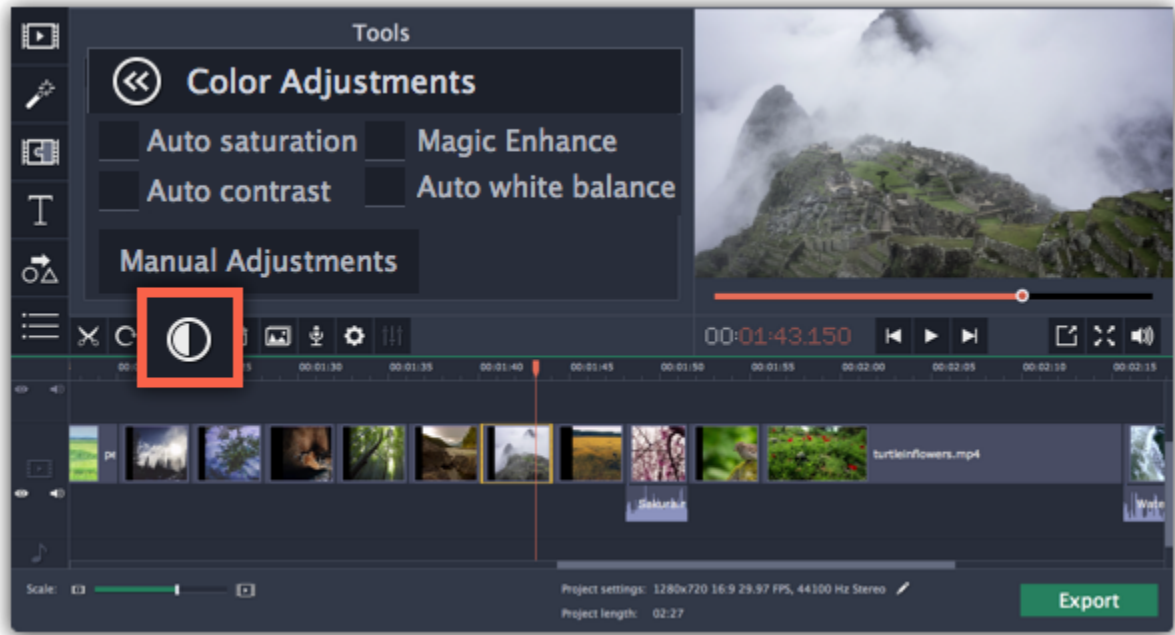 Tools
Color Adjustments
Auto saturation
Magic Enhance
Auto contrast
Auto white balance
Manual Adjustments
00:01:43.150
00:01:30
00:01:35
00:01:40
00:01:45
00:01:50
00:01:55
00:02:00
00:02:05
00:02:10
00:02:15
turtleinflowers.mp4
Sakura.
Wate
Scale:
Project settings: 1280x720 16:9 29.97 FPS, 44100 Hz Stereo
Project length: 02:27
Export